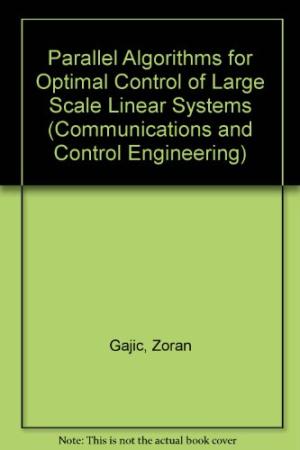 Parallel Algorithms for
Optimal Control of Large
Scale Linear Systems
(Communications and
Control Engineering)
Gajic, Zoran
Note: This is not the actual book cover